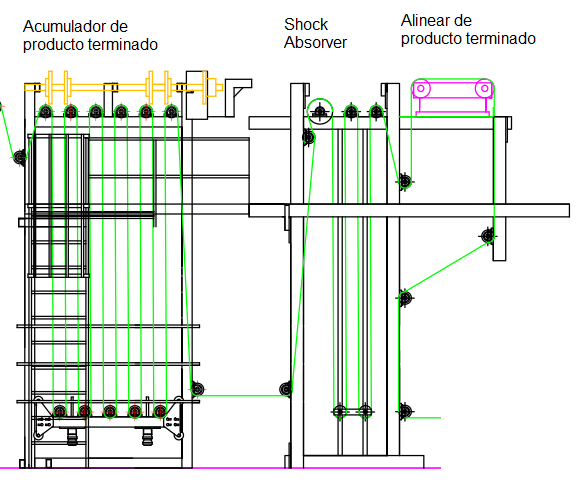 Acumulador de
producto terminado
Shock
Absorver
Alinear de
producto terminado